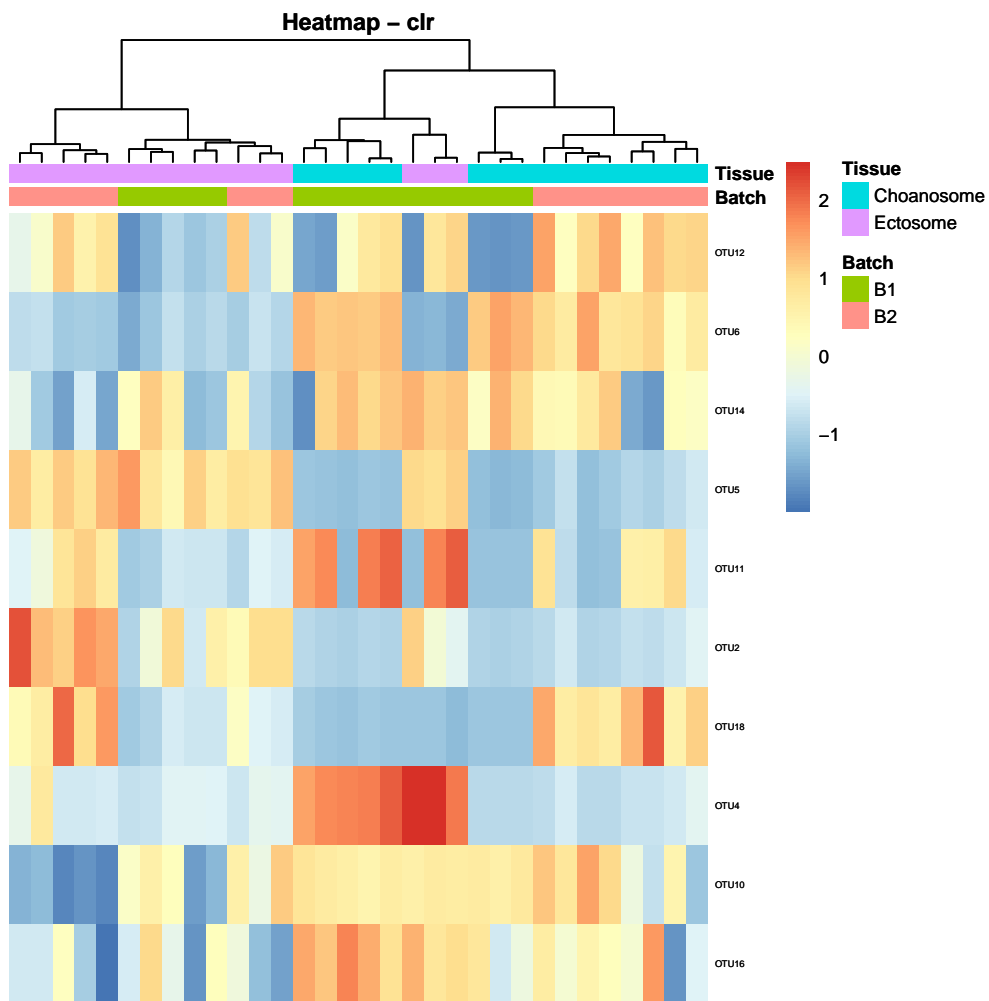 Heatmap – clr
Tissue
Batch
OTU12
OTU6
OTU14
OTU5
OTU11
OTU2
OTU18
OTU4
OTU10
OTU16
2
1
0
−1
Tissue
Choanosome
Ectosome
Batch
B1
B2